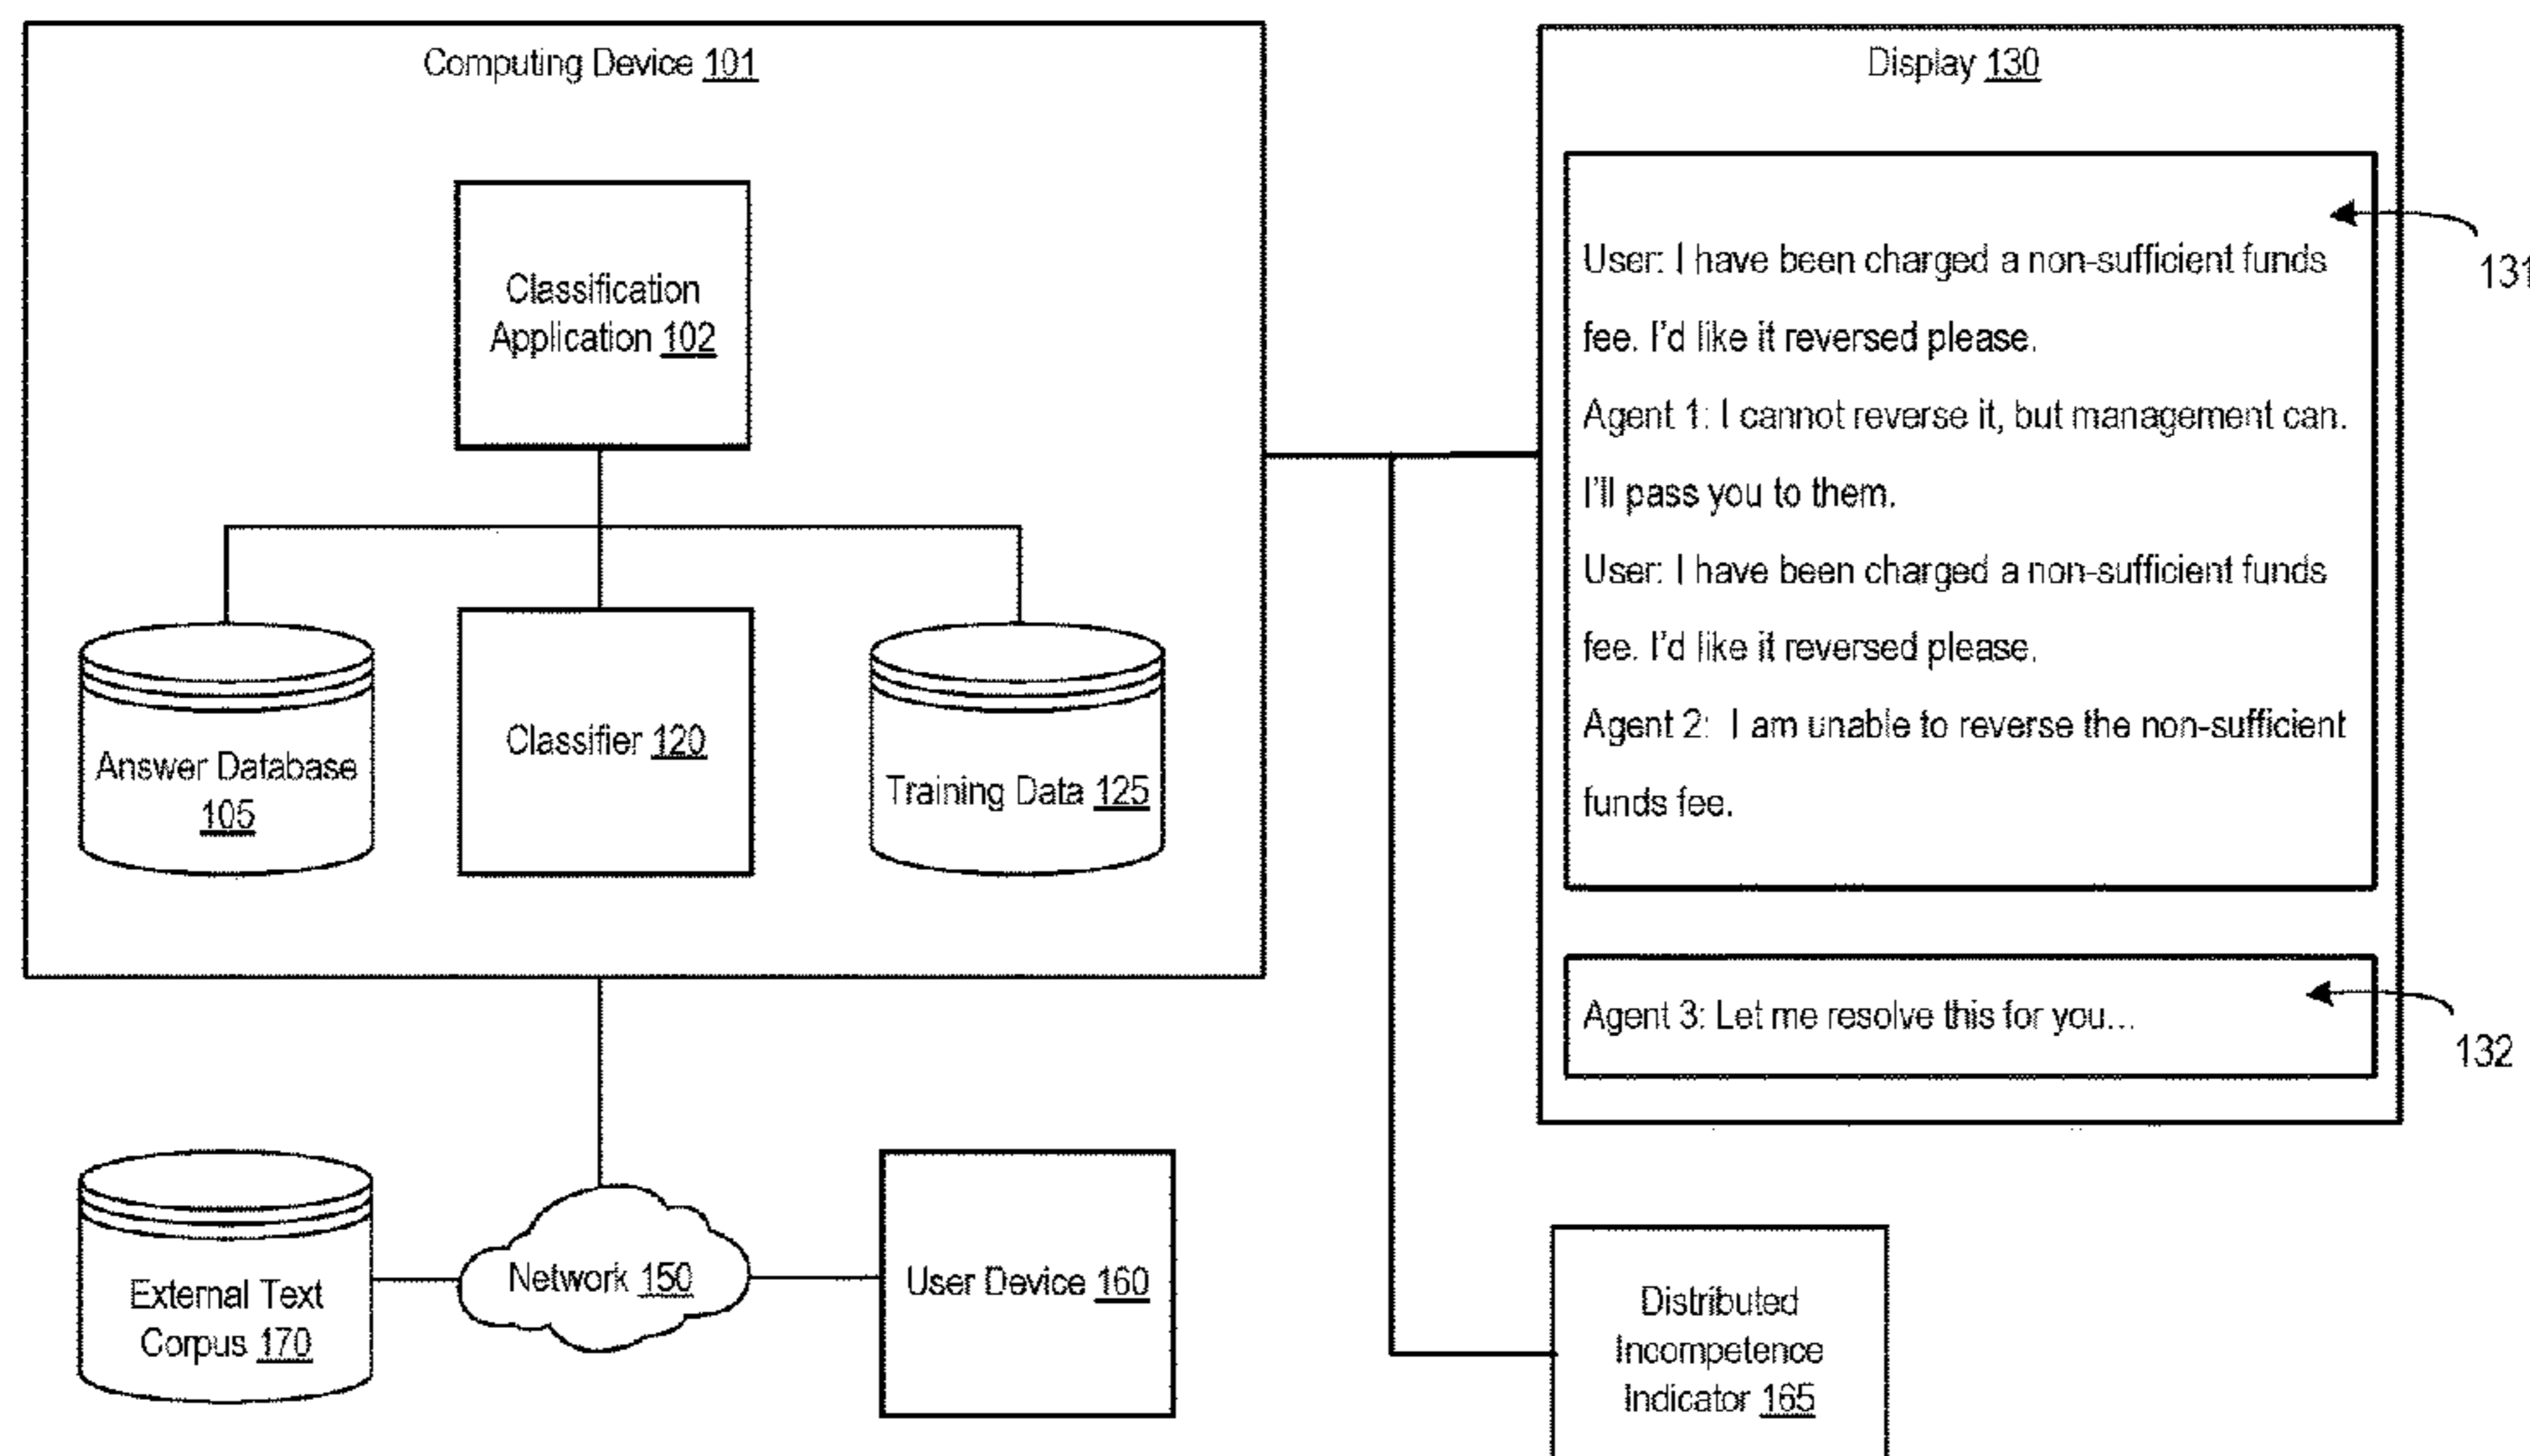 Computing Device 101
Classification
Application 102
Answer Database
105
Classifier 120
Training Data 125
External Text
Corpus 170
Network 150
User Device 160
Display 130
User: I have been charged a non-sufficient funds
fee. I'd like it reversed please.
Agent 1: I cannot reverse it, but management can.
I'll pass you to them.
User: I have been charged a non-sufficient funds
fee. I'd like it reversed please.
Agent 2: I am unable to reverse the non-sufficient
funds fee.
131
Agent 3: Let me resolve this for you...
132
Distributed
Incompetence
Indicator 165